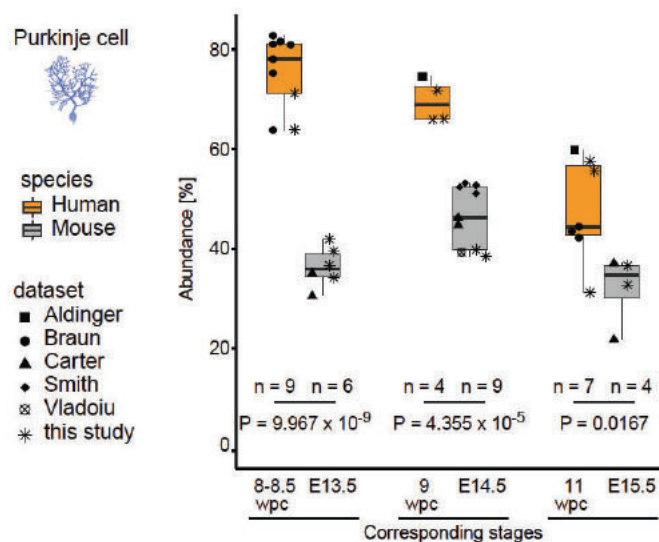 Purkinje cell
species
Human
Mouse
dataset
Aldinger
Braun
Carter
Smith
Vladoiu
this study
Abundance [%]
80
60
40
20
0
n = 9 n = 6
P = 9.967 x 10⁻⁹
n = 4 n = 9
P = 4.355 x 10⁻⁵
n = 7 n = 4
P = 0.0167
8-8.5 wpc
E13.5
9 wpc
E14.5
11 wpc
E15.5
Corresponding stages